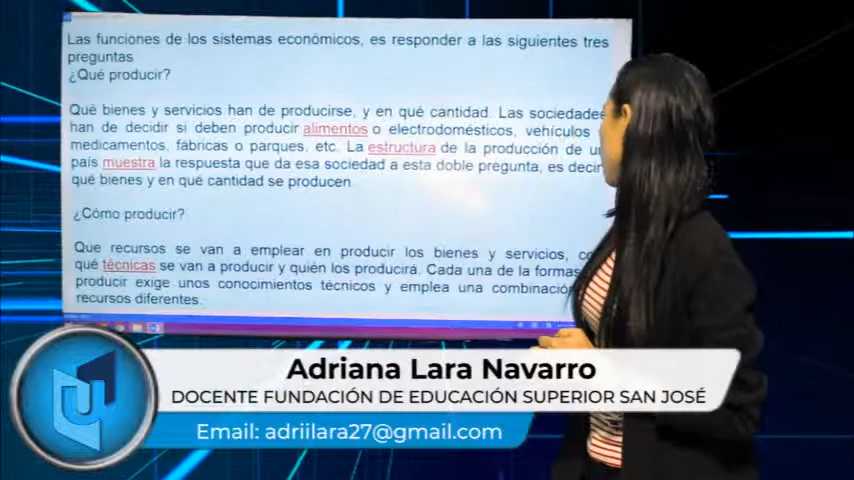 Las funciones de los sistemas económicos, es responder a las siguientes tres
preguntas
¿Qué producir?
Qué bienes y servicios han de producirse, y en qué cantidad. Las sociedades
han de decidir si deben producir alimentos o electrodomésticos, vehículos
medicamentos, fábricas o parques, etc. La estructura de la producción de un
país muestra la respuesta que da esa sociedad a esta doble pregunta, es decir
qué bienes y en qué cantidad se producen.
¿Cómo producir?
Que recursos se van a emplear en producir los bienes y servicios,
qué técnicas se van a producir y quién los producirá. Cada una de la formas
producir exige unos conocimientos técnicos y emplea una combinación
recursos diferentes.
Adriana Lara Navarro
DOCENTE FUNDACIÓN DE EDUCACIÓN SUPERIOR SAN JOSÉ
Email: adriilara27@gmail.com